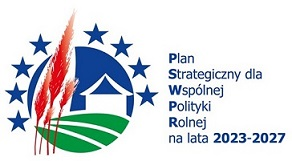 Plan
Strategiczny dla
Wspólnej
Polityki
Rolnej
na lata 2023-2027